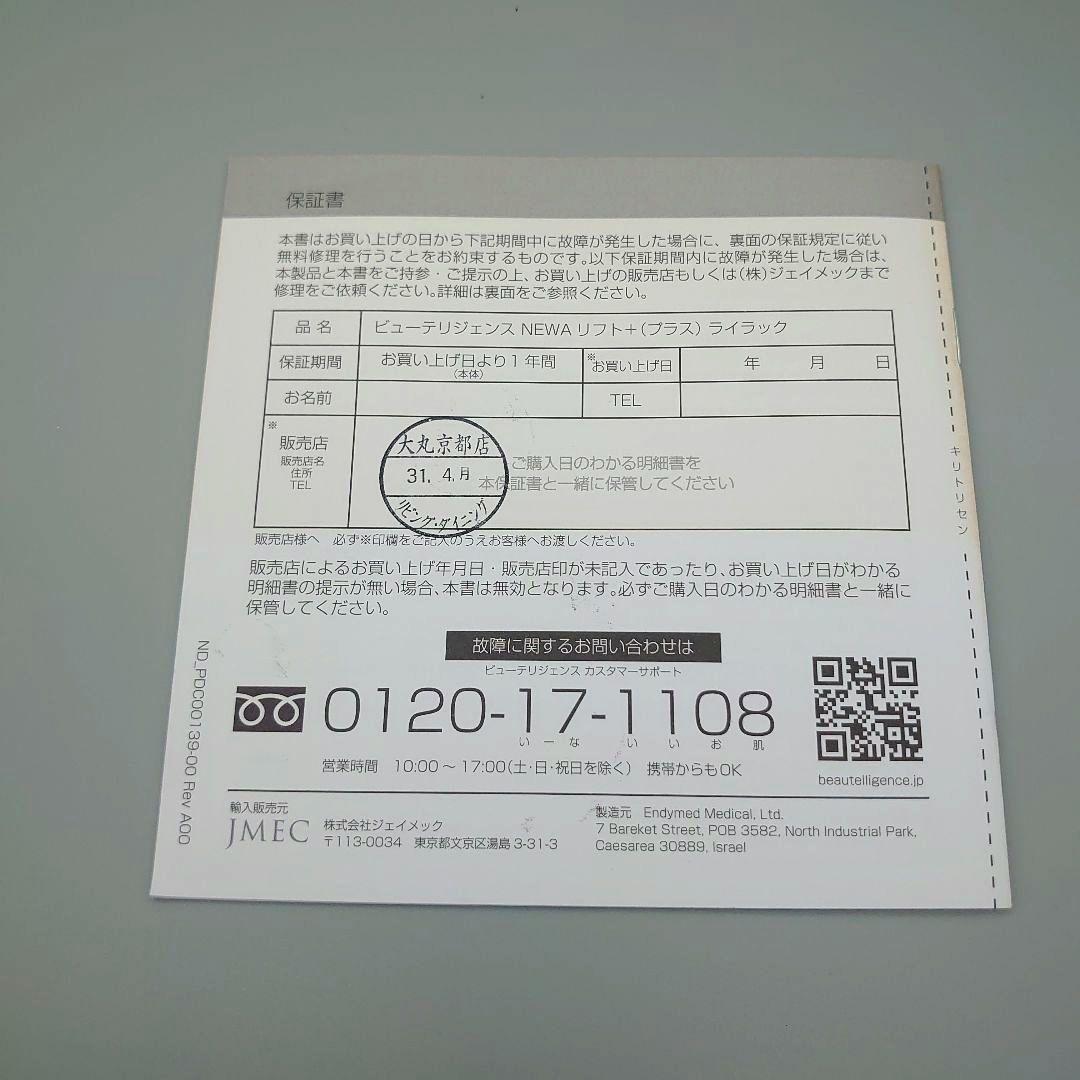 保証書
本書はお買い上げの日から下記期間中に故障が発生した場合に、裏面の保証規定に従い
無料修理を行うことをお約束するものです。以下保証期間内に故障が発生した場合は、
本製品と本書をご持参・ご提示の上、お買い上げの販売店もしくは(株)ジェイメックまで
修理をご依頼ください。詳細は裏面をご参照ください。
品名 ビューテリジェンス NEWA リフト+(プラス) ライラック
保証期間 お買い上げ日より1年間 ※お買い上げ日 年 月 日
(本体)
お名前 TEL
※
販売店
販売店名
住所
TEL
大丸京都店
31. 4.月
リビング・ダイニング
ご購入日のわかる明細書を
本保証書と一緒に保管してください
販売店様へ 必ず※印欄をご記入のうえお客様へお渡しください。
販売店によるお買い上げ年月日・販売店印が未記入であったり、お買い上げ日がわかる
明細書の提示が無い場合、本書は無効となります。必ずご購入日のわかる明細書と一緒に
保管してください。
故障に関するお問い合わせは
ビューテリジェンス カスタマーサポート
0120-17-1108
いーな いいお肌
営業時間 10:00~17:00(土・日・祝日を除く) 携帯からもOK
beautelligence.jp
輸入販売元
JMEC 株式会社ジェイメック
〒113-0034 東京都文京区湯島 3-31-3
製造元 Endymed Medical, Ltd.
7 Bareket Street, POB 3582, North Industrial Park,
Caesarea 30889, Israel
ND_PDC00139-00 Rev A00
キリトリセン